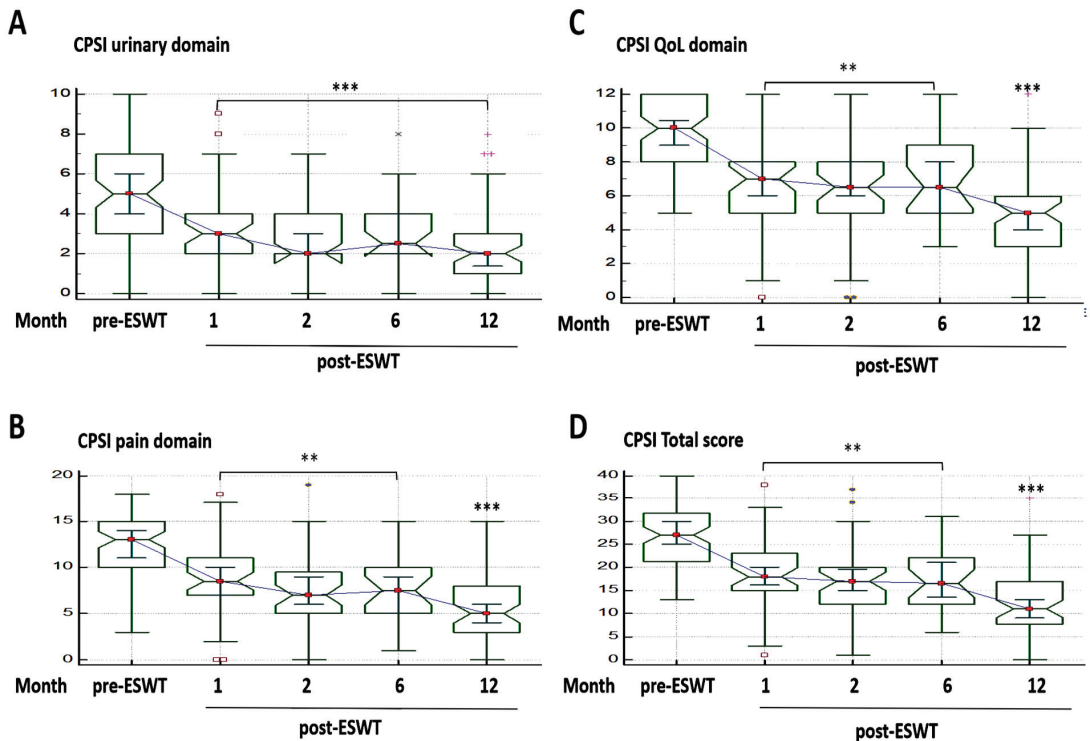 A
CPSI urinary domain
***
10
8
6
4
2
0
Month pre-ESWT 1 2 6 12
post-ESWT
B
CPSI pain domain
**
***
20
15
10
5
0
Month pre-ESWT 1 2 6 12
post-ESWT
C
CPSI QoL domain
**
***
12
10
8
6
4
2
0
Month pre-ESWT 1 2 6 12
post-ESWT
D
CPSI Total score
**
***
40
35
30
25
20
15
10
5
0
Month pre-ESWT 1 2 6 12
post-ESWT